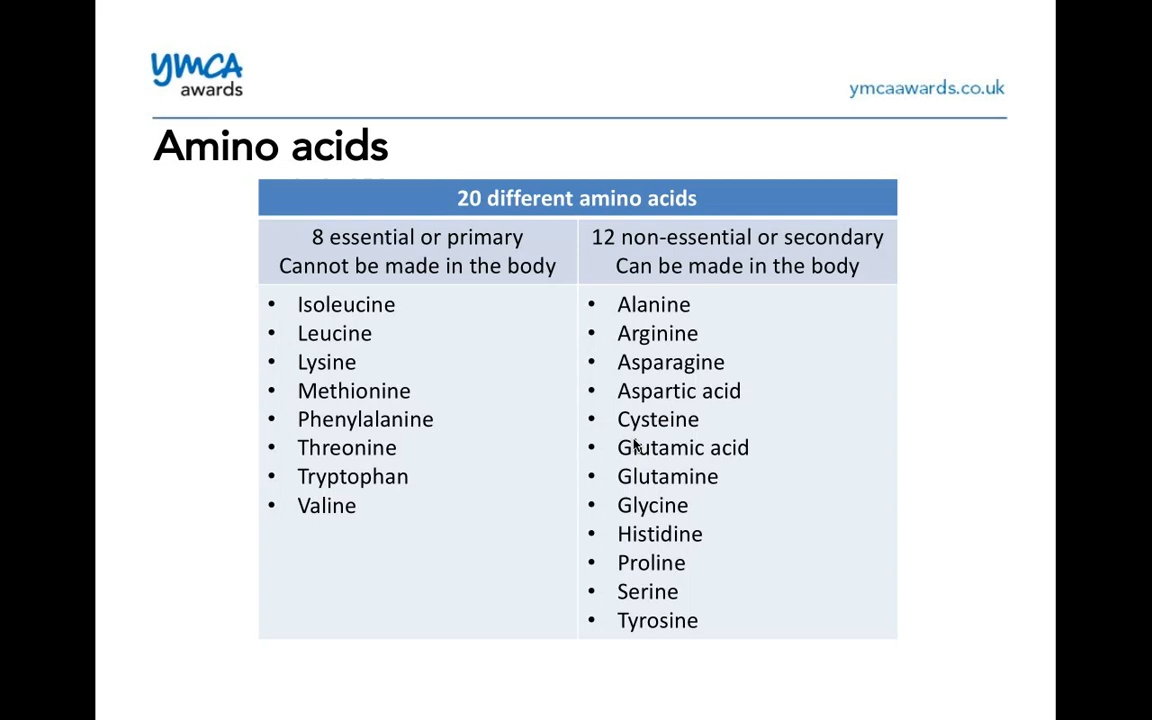 ymca
awards
ymcaawards.co.uk
Amino acids
20 different amino acids
8 essential or primary
Cannot be made in the body
12 non-essential or secondary
Can be made in the body
• Isoleucine
• Leucine
• Lysine
• Methionine
• Phenylalanine
• Threonine
• Tryptophan
• Valine
• Alanine
• Arginine
• Asparagine
• Aspartic acid
• Cysteine
• Glutamic acid
• Glutamine
• Glycine
• Histidine
• Proline
• Serine
• Tyrosine